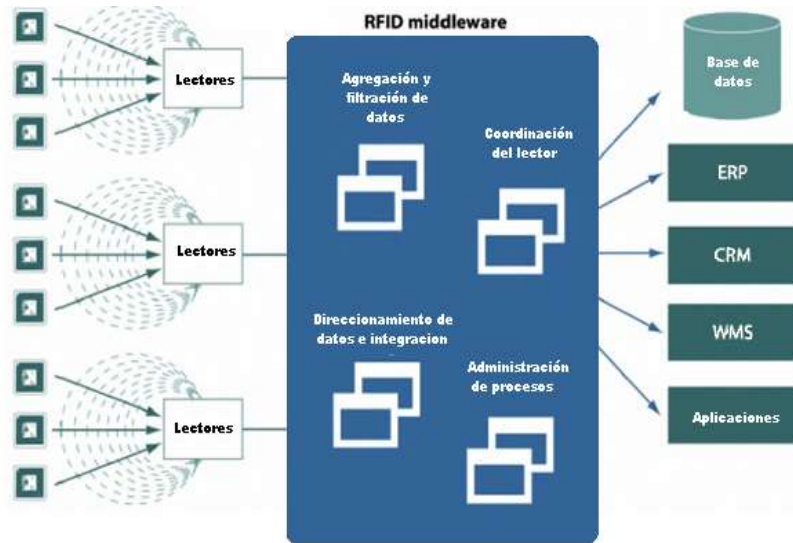 RFID middleware
Lectores
Lectores
Lectores
Agregación y
filtración de
datos
Coordinación
del lector
Direccionamiento de
datos e integracion
Administración
de procesos
Base de
datos
ERP
CRM
WMS
Aplicaciones